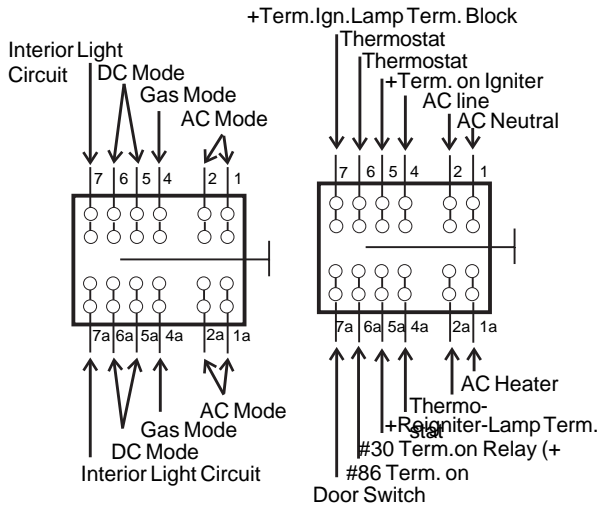 Interior Light
Circuit
DC Mode
Gas Mode
AC Mode
7 6 5 4 2 1
7a 6a 5a 4a 2a 1a
AC Mode
Gas Mode
DC Mode
Interior Light Circuit
+Term.Ign.Lamp Term. Block
Thermostat
Thermostat
+Term. on Igniter
AC line
AC Neutral
7 6 5 4 2 1
7a 6a 5a 4a 2a 1a
AC Heater
Thermo-
stat
+Reigniter-Lamp Term.
#30 Term.on Relay (+
#86 Term. on
Door Switch